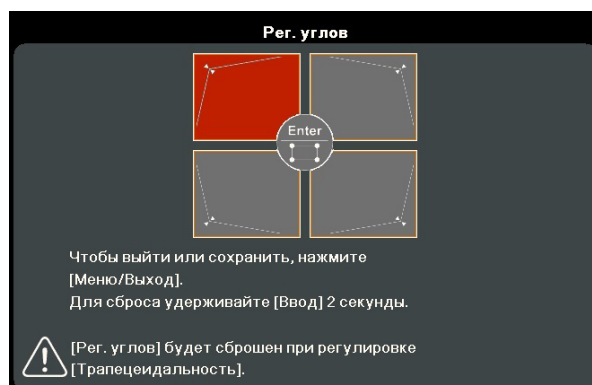 Рег. углов
Enter
Чтобы выйти или сохранить, нажмите
[Меню/Выход].
Для сброса удерживайте [Ввод] 2 секунды.
[Рег. углов] будет сброшен при регулировке
[Трапецеидальность].